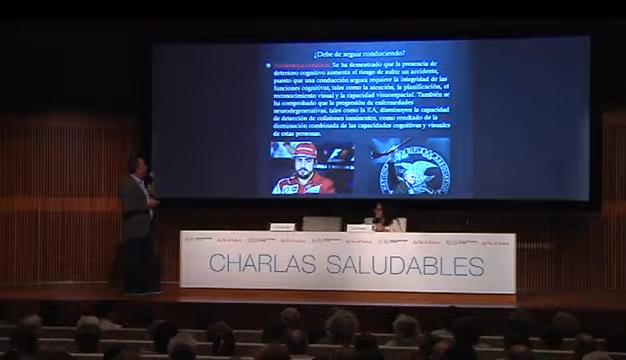 ¿Debe de seguir conduciendo?
Se ha demostrado que la presencia de
deterioro cognitivo aumenta el riesgo de sufrir un accidente,
puesto que una conducción segura requiere la integridad de las
funciones cognitivas, tales como la atención, la planificación, el
reconocimiento visual y la capacidad visuoespacial. También se
ha comprobado que la progresión de enfermedades
neurodegenerativas, tales como la EA, disminuyen la capacidad
de detección de colisiones inminentes, como resultado de la
disminución combinada de las capacidades cognitivas y visuales
de estas personas.
NATIONAL RIFLE ASSOCIATION
CHARLAS SALUDABLES